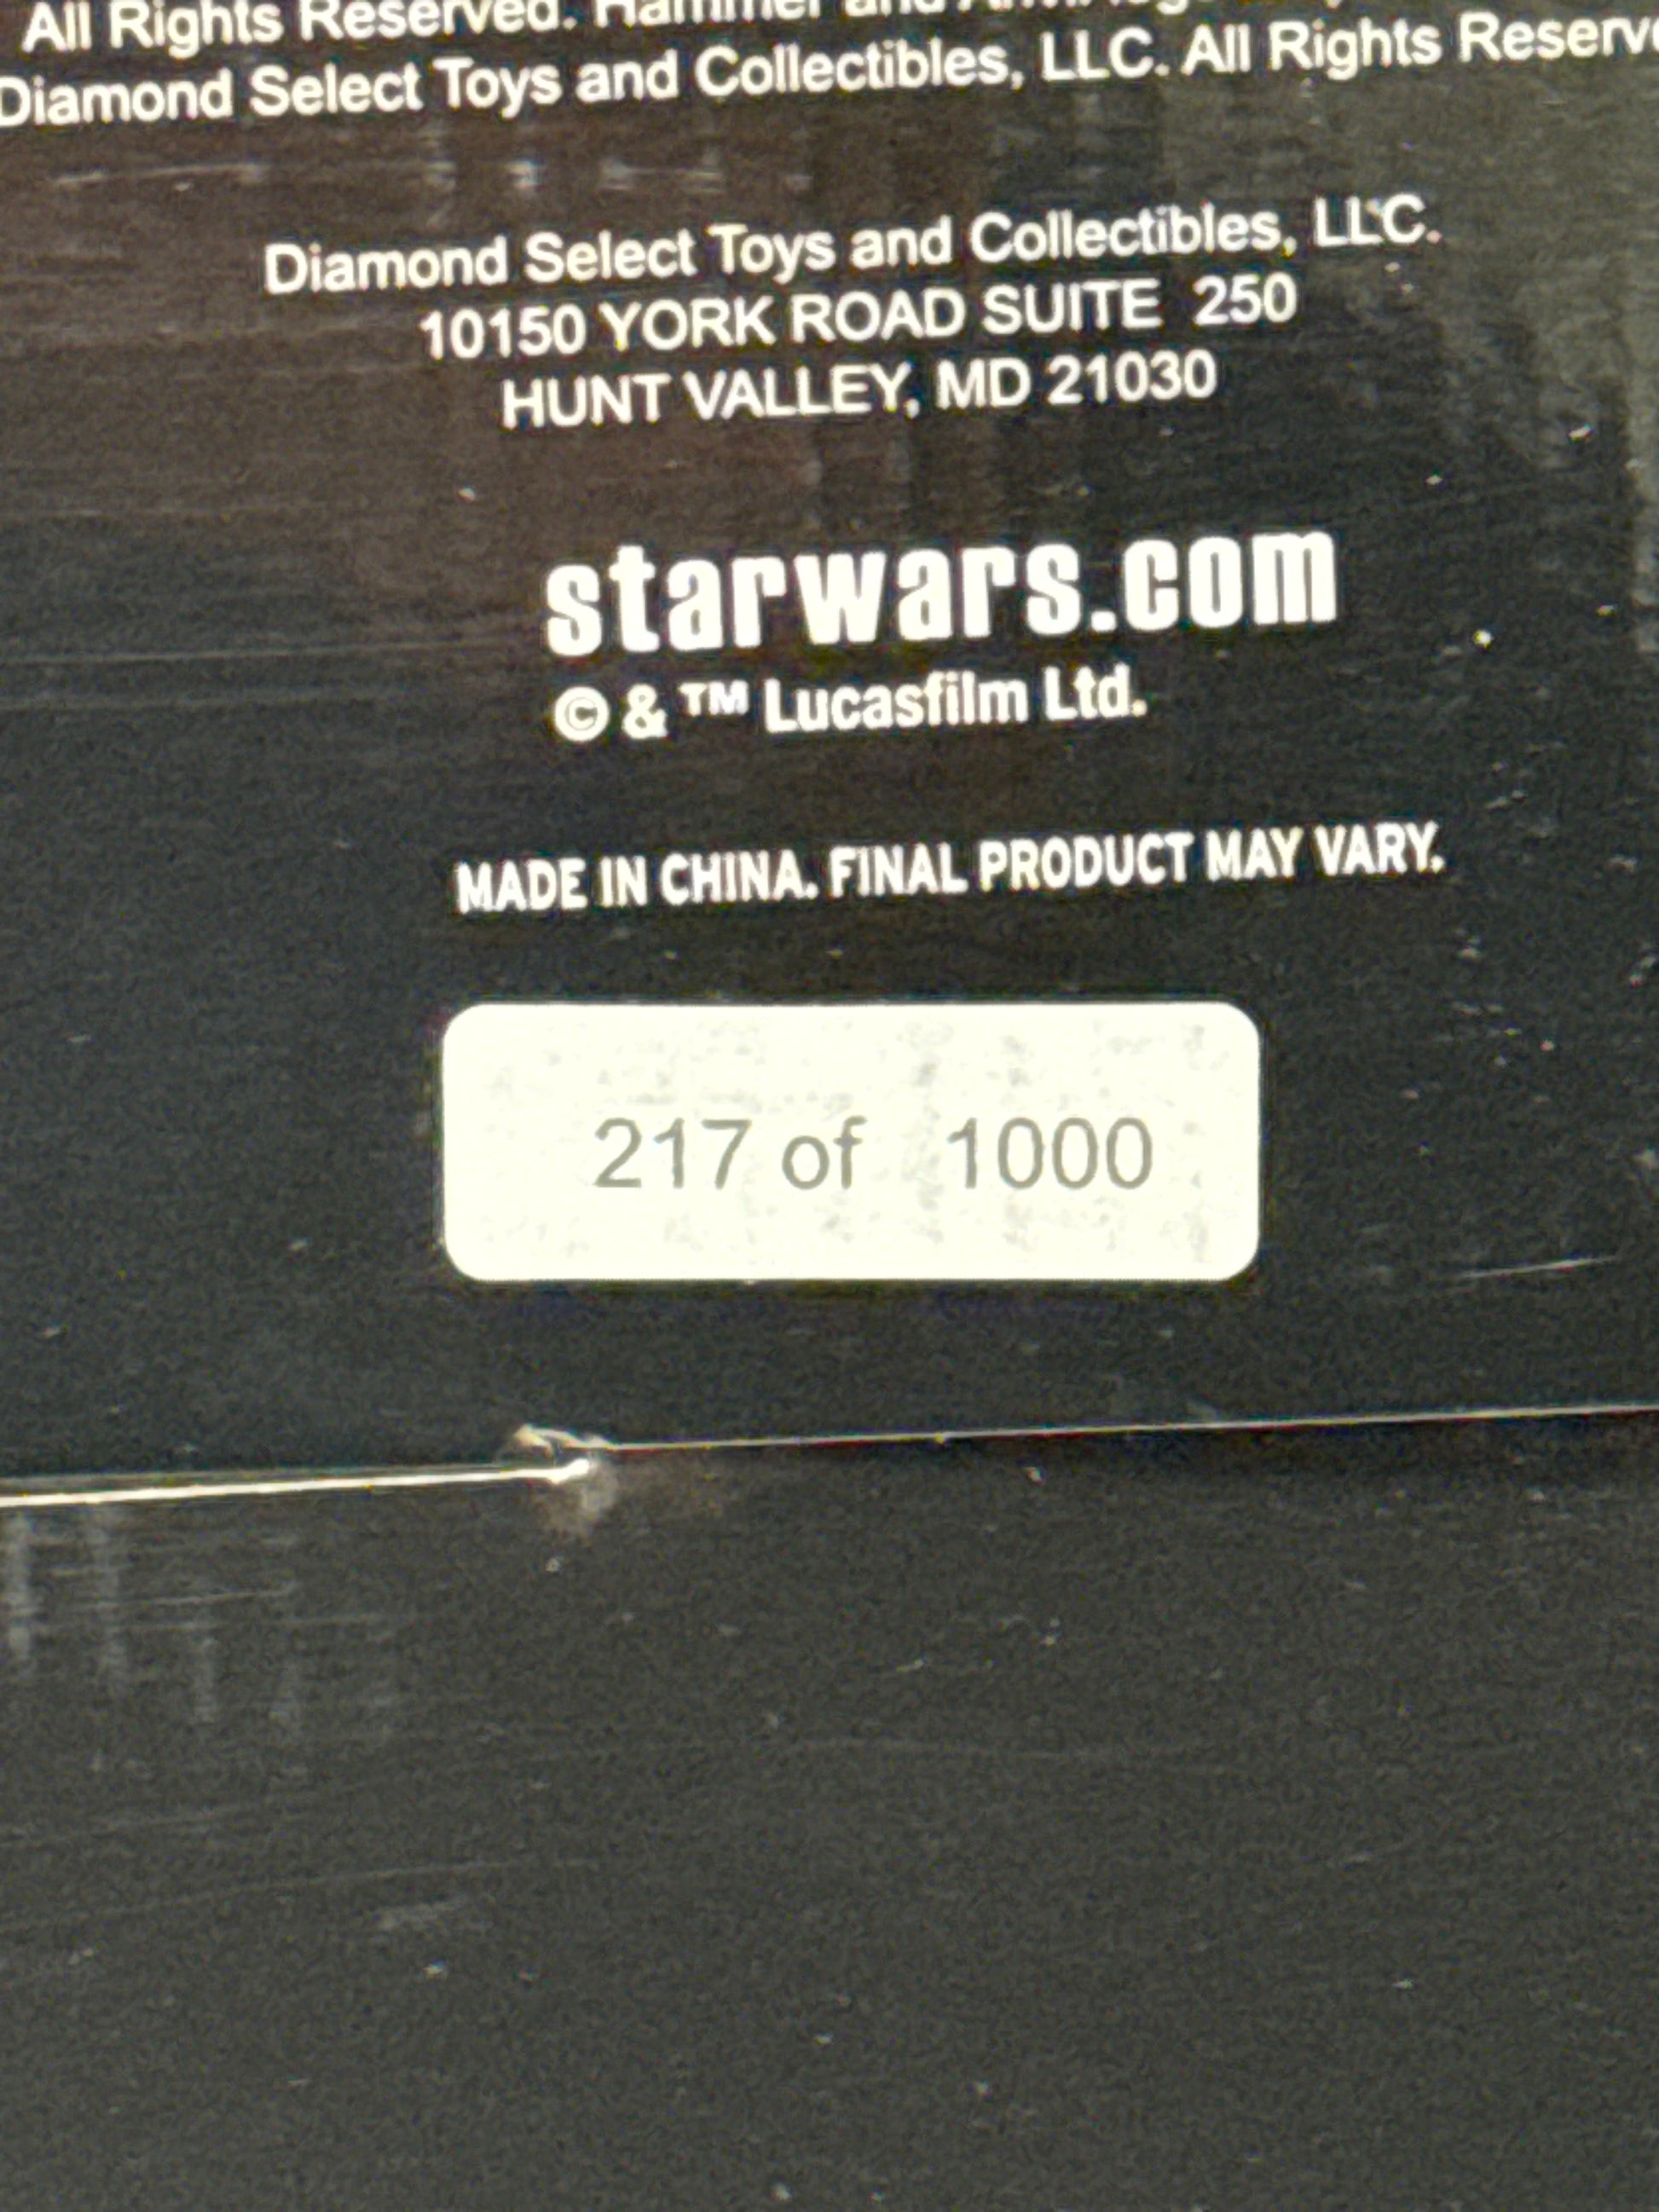 All Rights Reserved. Hammer and
Diamond Select Toys and Collectibles, LLC. All Rights
Diamond Select Toys and Collectibles, LLC.
10150 YORK ROAD SUITE 250
HUNT VALLEY, MD 21030
starwars.com
© & ™ Lucasfilm Ltd.
MADE IN CHINA. FINAL PRODUCT MAY VARY.
217 of 1000